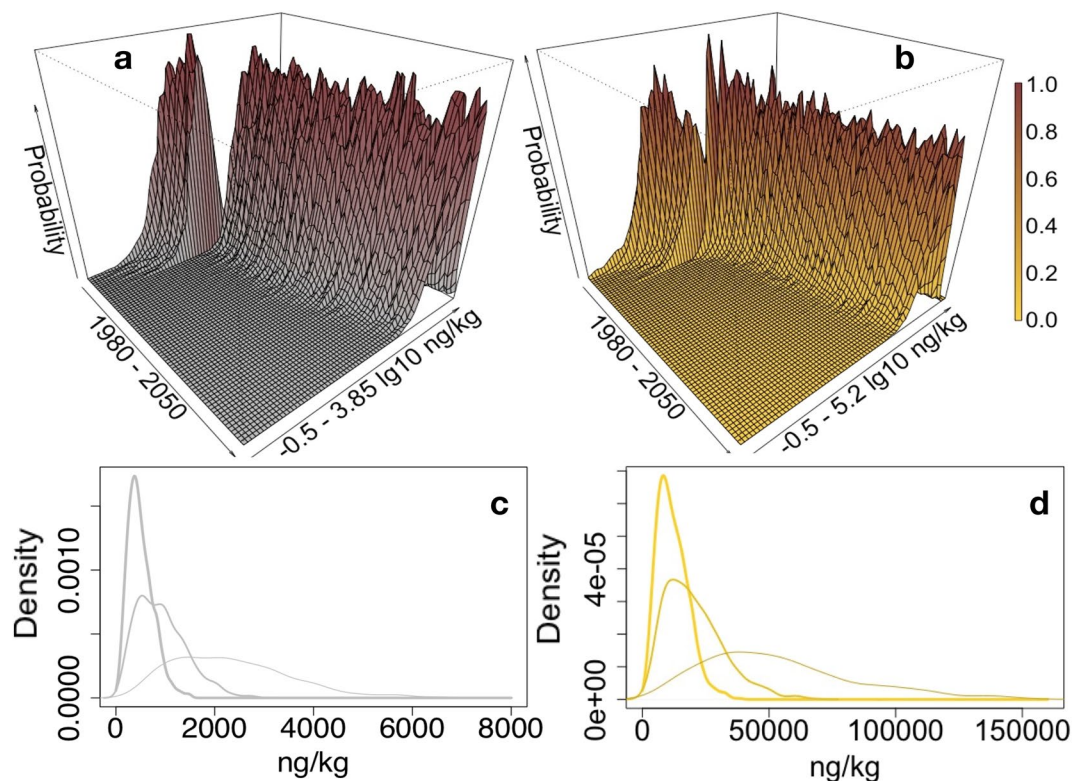 a
b
Probability
1980 - 2050
-0.5 - 3.85 lg10 ng/kg
Probability
1980 - 2050
-0.5 - 5.2 lg10 ng/kg
1.0
0.8
0.6
0.4
0.2
0.0
c
Density
0.0010
0.0000
0 2000 4000 6000 8000
ng/kg
d
Density
4e-05
0e+00
0 50000 100000 150000
ng/kg